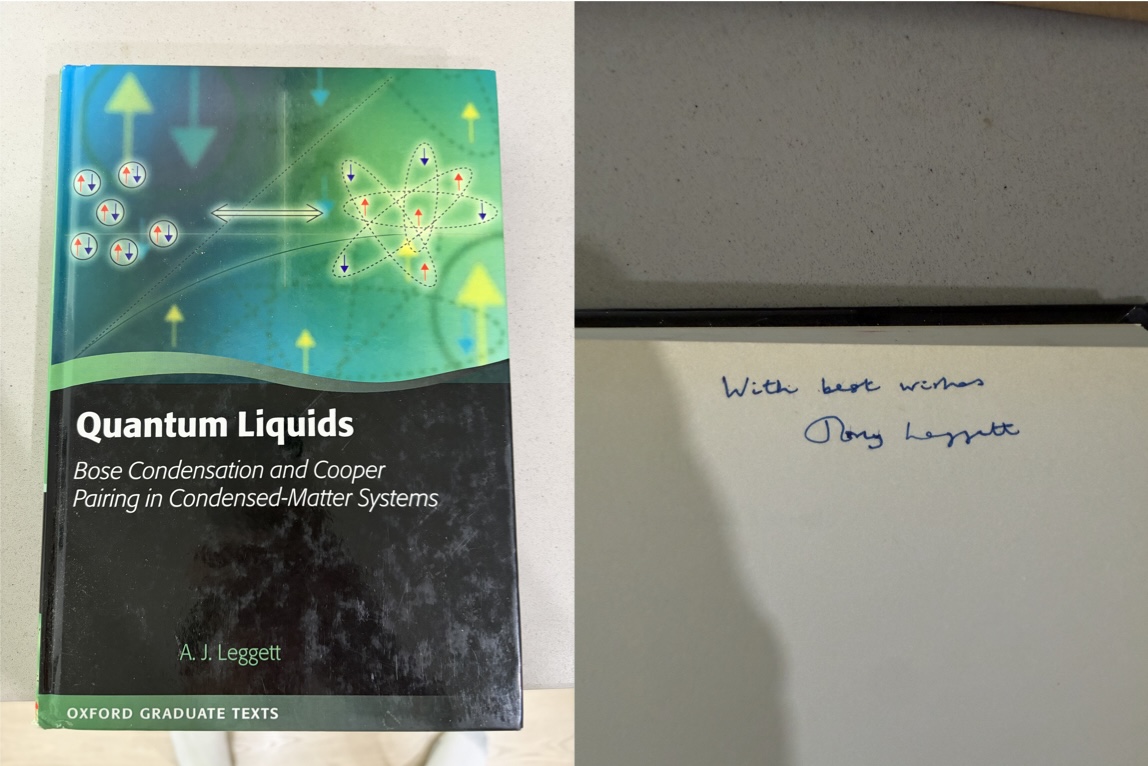 Quantum Liquids
Bose Condensation and Cooper
Pairing in Condensed-Matter Systems
A. J. Leggett
OXFORD GRADUATE TEXTS
With best wishes
Tony Leggett